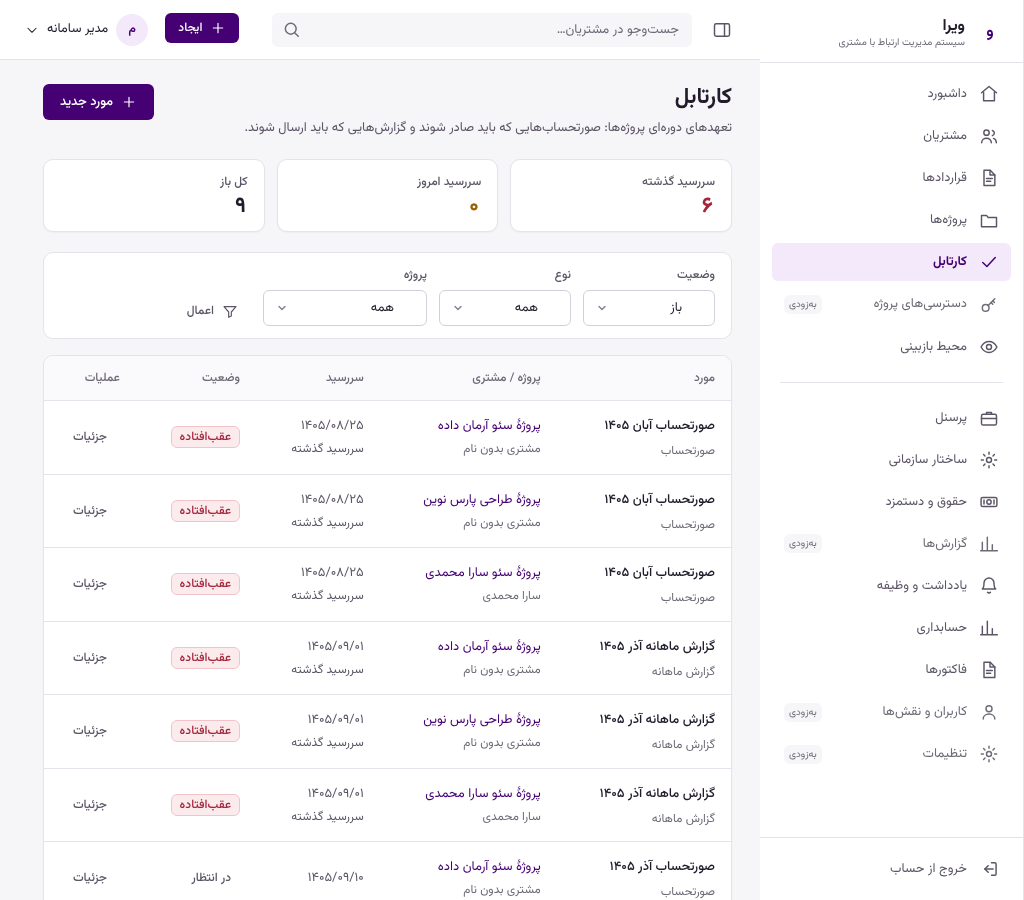 و
ویرا
سیستم مدیریت ارتباط با مشتری
داشبورد
مشتریان
قراردادها
پروژه‌ها
کارتابل
دسترسی‌های پروژه
به‌زودی
محیط بازبینی
پرسنل
ساختار سازمانی
حقوق و دستمزد
گزارش‌ها
به‌زودی
یادداشت و وظیفه
حسابداری
فاکتورها
کاربران و نقش‌ها
به‌زودی
تنظیمات
به‌زودی
خروج از حساب
جست‌وجو در مشتریان…
ایجاد
م
مدیر سامانه
کارتابل
تعهدهای دوره‌ای پروژه‌ها: صورتحساب‌هایی که باید صادر شوند و گزارش‌هایی که باید ارسال شوند.
مورد جدید
سررسید گذشته
۶
سررسید امروز
۰
کل باز
۹
وضعیت
باز
نوع
همه
پروژه
همه
اعمال
مورد پروژه / مشتری سررسید وضعیت عملیات
صورتحساب آبان ۱۴۰۵ پروژهٔ سئو آرمان داده ۱۴۰۵/۰۸/۲۵ عقب‌افتاده جزئیات
صورتحساب مشتری بدون نام سررسید گذشته
صورتحساب آبان ۱۴۰۵ پروژهٔ طراحی پارس نوین ۱۴۰۵/۰۸/۲۵ عقب‌افتاده جزئیات
صورتحساب مشتری بدون نام سررسید گذشته
صورتحساب آبان ۱۴۰۵ پروژهٔ سئو سارا محمدی ۱۴۰۵/۰۸/۲۵ عقب‌افتاده جزئیات
صورتحساب سارا محمدی سررسید گذشته
گزارش ماهانه آذر ۱۴۰۵ پروژهٔ سئو آرمان داده ۱۴۰۵/۰۹/۰۱ عقب‌افتاده جزئیات
گزارش ماهانه مشتری بدون نام سررسید گذشته
گزارش ماهانه آذر ۱۴۰۵ پروژهٔ طراحی پارس نوین ۱۴۰۵/۰۹/۰۱ عقب‌افتاده جزئیات
گزارش ماهانه مشتری بدون نام سررسید گذشته
گزارش ماهانه آذر ۱۴۰۵ پروژهٔ سئو سارا محمدی ۱۴۰۵/۰۹/۰۱ عقب‌افتاده جزئیات
گزارش ماهانه سارا محمدی سررسید گذشته
صورتحساب آذر ۱۴۰۵ پروژهٔ سئو آرمان داده ۱۴۰۵/۰۹/۱۰ در انتظار جزئیات
صورتحساب مشتری بدون نام